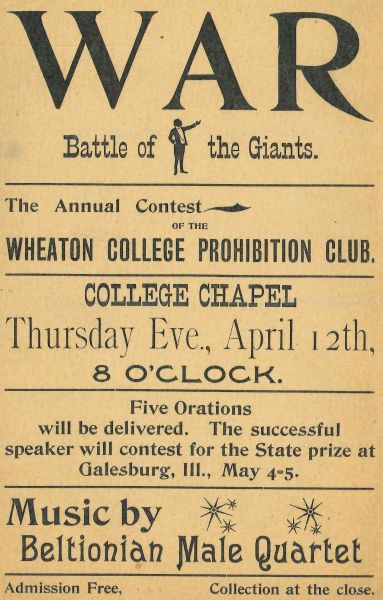 WAR
Battle of the Giants.
The Annual Contest
OF THE
WHEATON COLLEGE PROHIBITION CLUB.
COLLEGE CHAPEL
Thursday Eve., April 12th,
8 O'CLOCK.
Five Orations
will be delivered. The successful
speaker will contest for the State prize at
Galesburg, Ill., May 4-5.
Music by
Beltionian Male Quartet
Admission Free, Collection at the close.